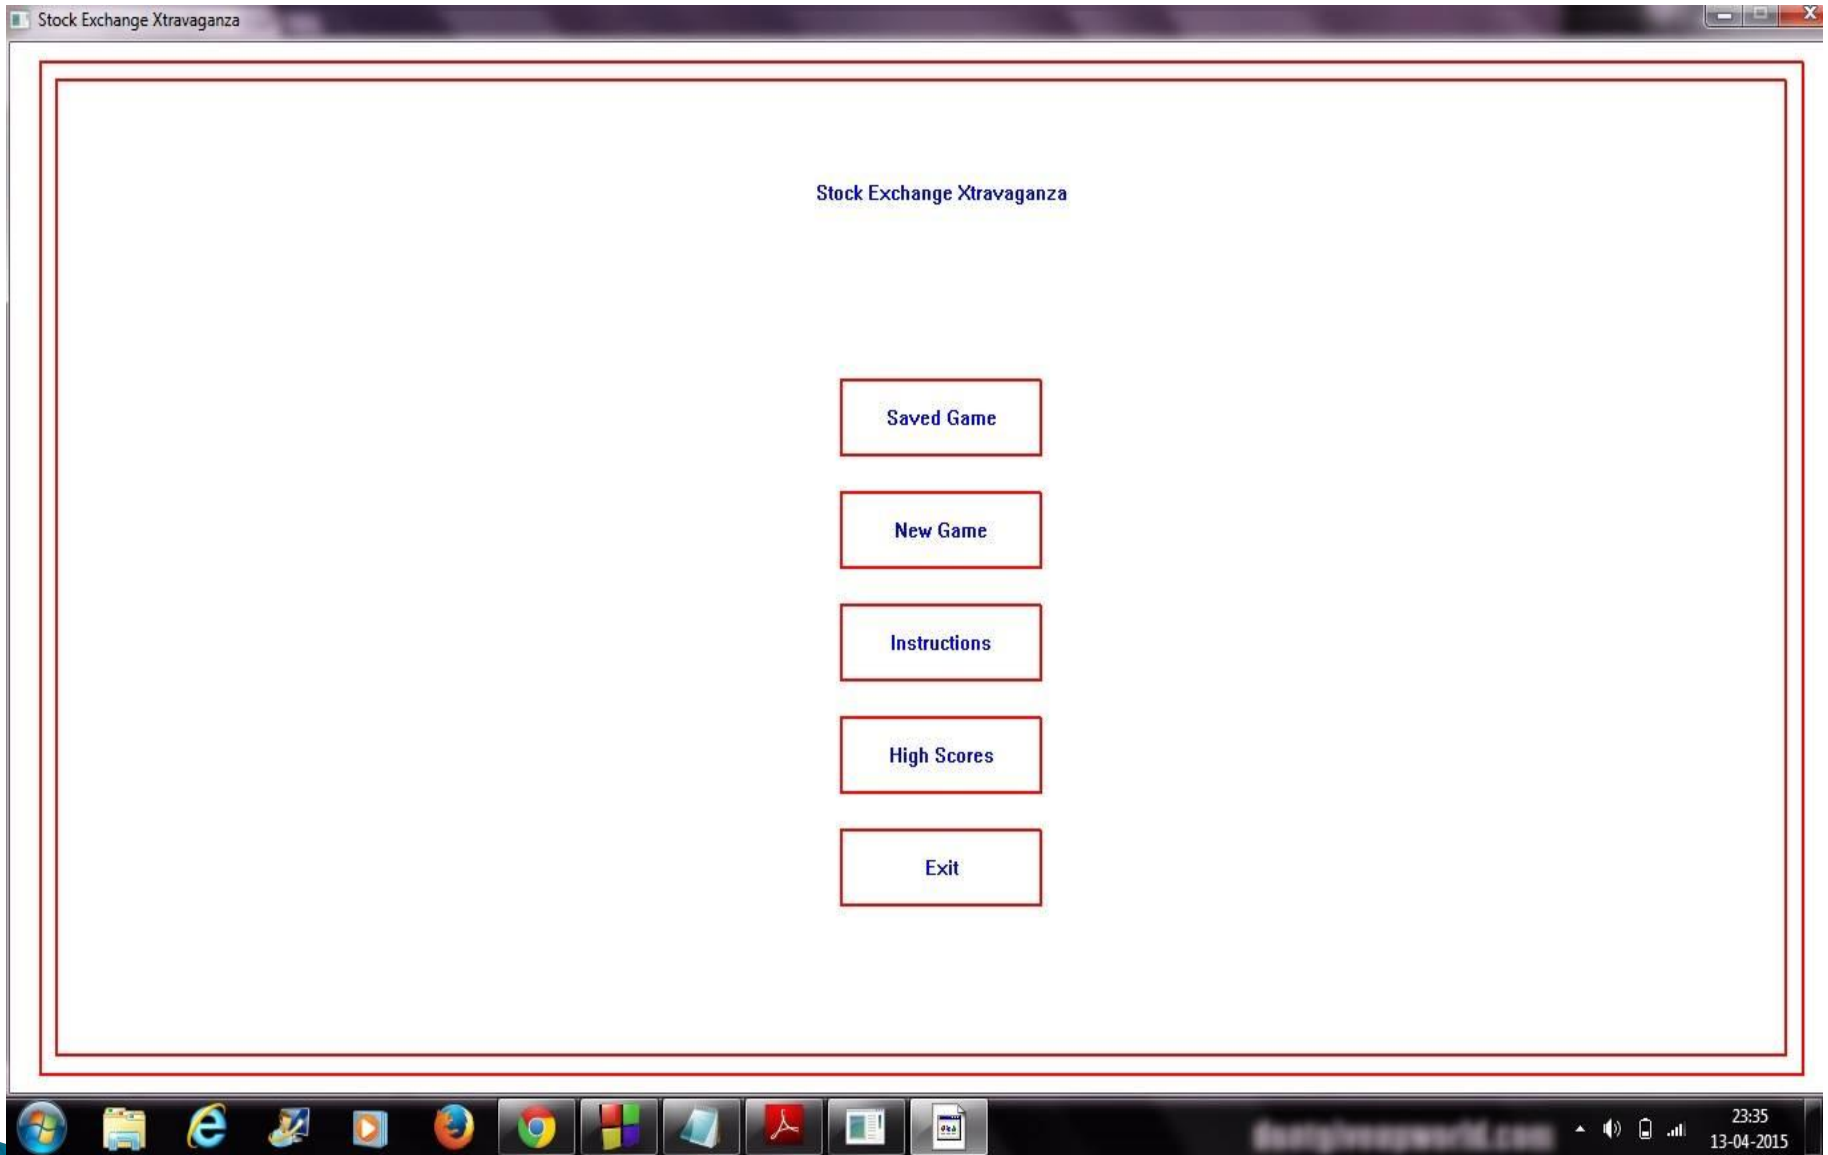 Stock Exchange Xtravaganza
Stock Exchange Xtravaganza
Saved Game
New Game
Instructions
High Scores
Exit
23:35
13-04-2015